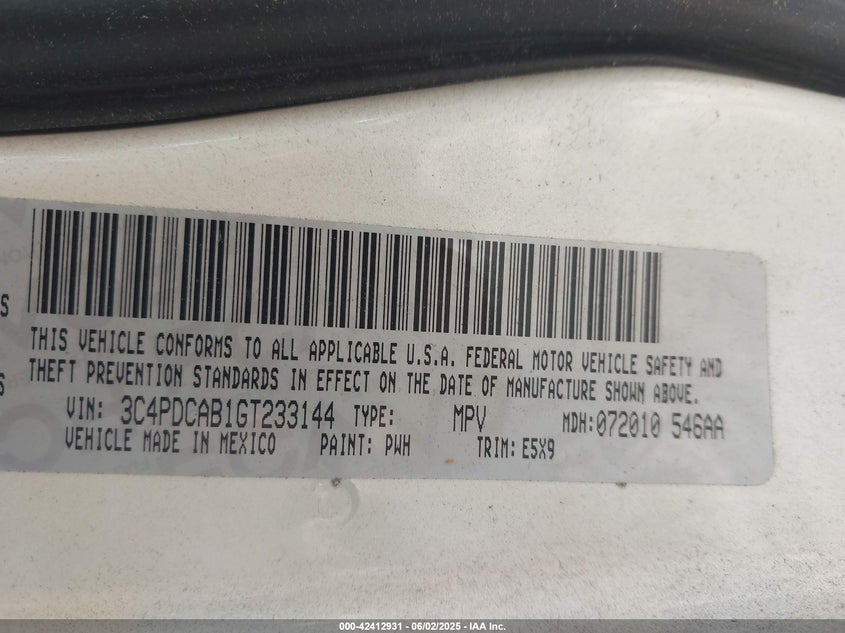 S
THIS VEHICLE CONFORMS TO ALL APPLICABLE U.S.A. FEDERAL MOTOR VEHICLE SAFETY AND
S THEFT PREVENTION STANDARDS IN EFFECT ON THE DATE OF MANUFACTURE SHOWN ABOVE.
VIN: 3C4PDCAB1GT233144 TYPE: MPV MDH:072010 546AA
VEHICLE MADE IN MEXICO PAINT: PWH TRIM: E5X9
000-42412931 - 06/02/2025 - IAA Inc.